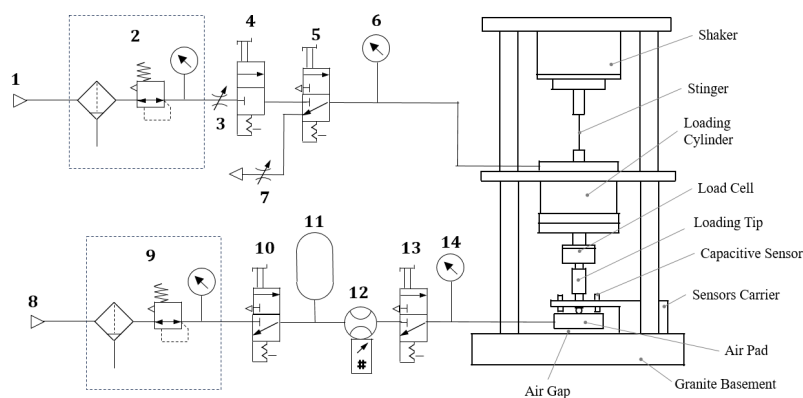 1
2
3
4
5
6
7
8
9
10
11
12
#
13
14
Shaker
Stinger
Loading
Cylinder
Load Cell
Loading Tip
Capacitive Sensor
Sensors Carrier
Air Pad
Granite Basement
Air Gap